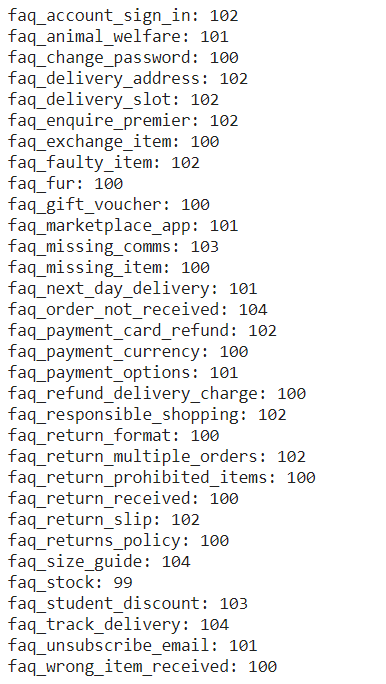 faq_account_sign_in: 102
faq_animal_welfare: 101
faq_change_password: 100
faq_delivery_address: 102
faq_delivery_slot: 102
faq_enquire_premier: 102
faq_exchange_item: 100
faq_faulty_item: 102
faq_fur: 100
faq_gift_voucher: 100
faq_marketplace_app: 101
faq_missing_comms: 103
faq_missing_item: 100
faq_next_day_delivery: 101
faq_order_not_received: 104
faq_payment_card_refund: 102
faq_payment_currency: 100
faq_payment_options: 101
faq_refund_delivery_charge: 100
faq_responsible_shopping: 102
faq_return_format: 100
faq_return_multiple_orders: 102
faq_return_prohibited_items: 100
faq_return_received: 100
faq_return_slip: 102
faq_returns_policy: 100
faq_size_guide: 104
faq_stock: 99
faq_student_discount: 103
faq_track_delivery: 104
faq_unsubscribe_email: 101
faq_wrong_item_received: 100